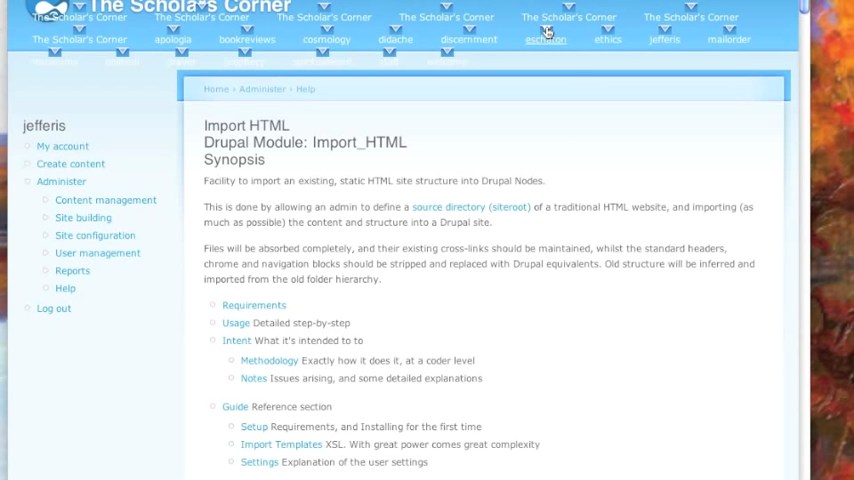 The Scholar's Corner
The Scholar's Corner The Scholar's Corner The Scholar's Corner The Scholar's Corner The Scholar's Corner The Scholar's Corner
The Scholar's Corner apologia bookreviews cosmology didache discernment eschaton ethics jefferis mailorder
Home › Administer › Help
jefferis
My account
Create content
Administer
Content management
Site building
Site configuration
User management
Reports
Help
Log out
Import HTML
Drupal Module: Import_HTML
Synopsis
Facility to import an existing, static HTML site structure into Drupal Nodes.
This is done by allowing an admin to define a source directory (siteroot) of a traditional HTML website, and importing (as
much as possible) the content and structure into a Drupal site.
Files will be absorbed completely, and their existing cross-links should be maintained, whilst the standard headers,
chrome and navigation blocks should be stripped and replaced with Drupal equivalents. Old structure will be inferred and
imported from the old folder hierarchy.
Requirements
Usage Detailed step-by-step
Intent What it's intended to to
Methodology Exactly how it does it, at a coder level
Notes Issues arising, and some detailed explanations
Guide Reference section
Setup Requirements, and Installing for the first time
Import Templates XSL. With great power comes great complexity
Settings Explanation of the user settings